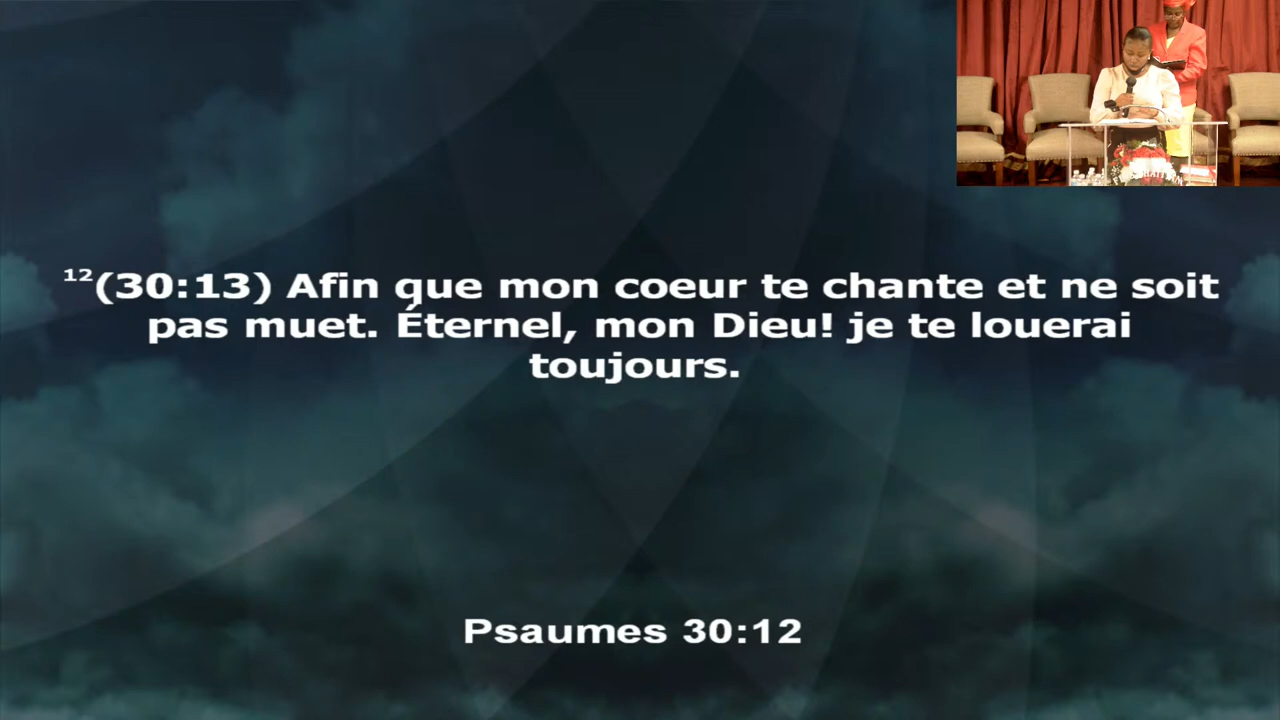 ¹²(30:13) Afin que mon coeur te chante et ne soit
pas muet. Éternel, mon Dieu! je te louerai
toujours.
Psaumes 30:12